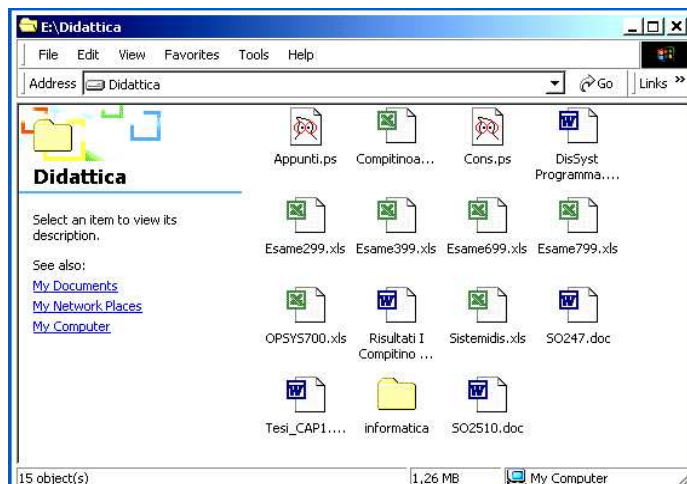 E:\Didattica
File Edit View Favorites Tools Help
Address Didattica Go Links »
Didattica
Select an item to view its
description.
See also:
My Documents
My Network Places
My Computer
Appunti.ps Compitinoa... Cons.ps DisSyst
Programma....
Esame299.xls Esame399.xls Esame699.xls Esame799.xls
OPSYS700.xls Risultati I Sistemidis.xls SO247.doc
Compitino ...
Tesi_CAP1.... informatica SO2510.doc
15 object(s) 1,26 MB My Computer